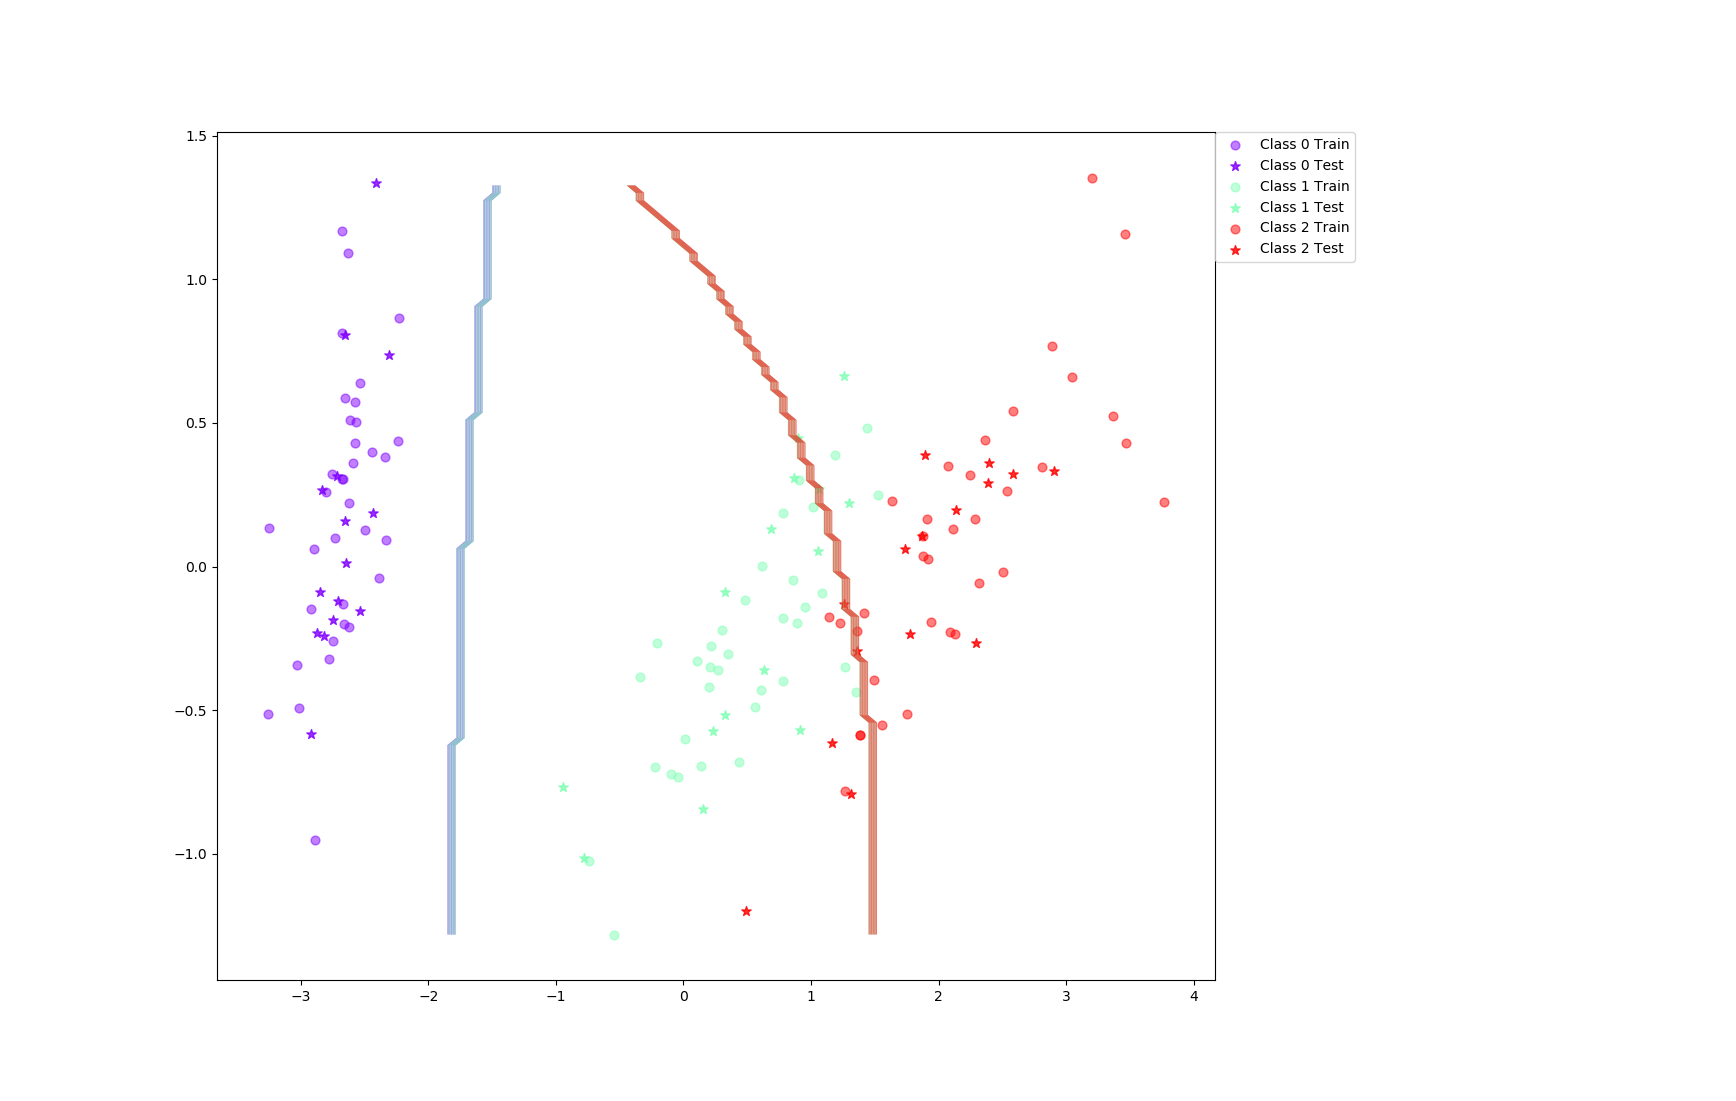 1.5
1.0
0.5
0.0
−0.5
−1.0
−3 −2 −1 0 1 2 3 4
Class 0 Train
Class 0 Test
Class 1 Train
Class 1 Test
Class 2 Train
Class 2 Test